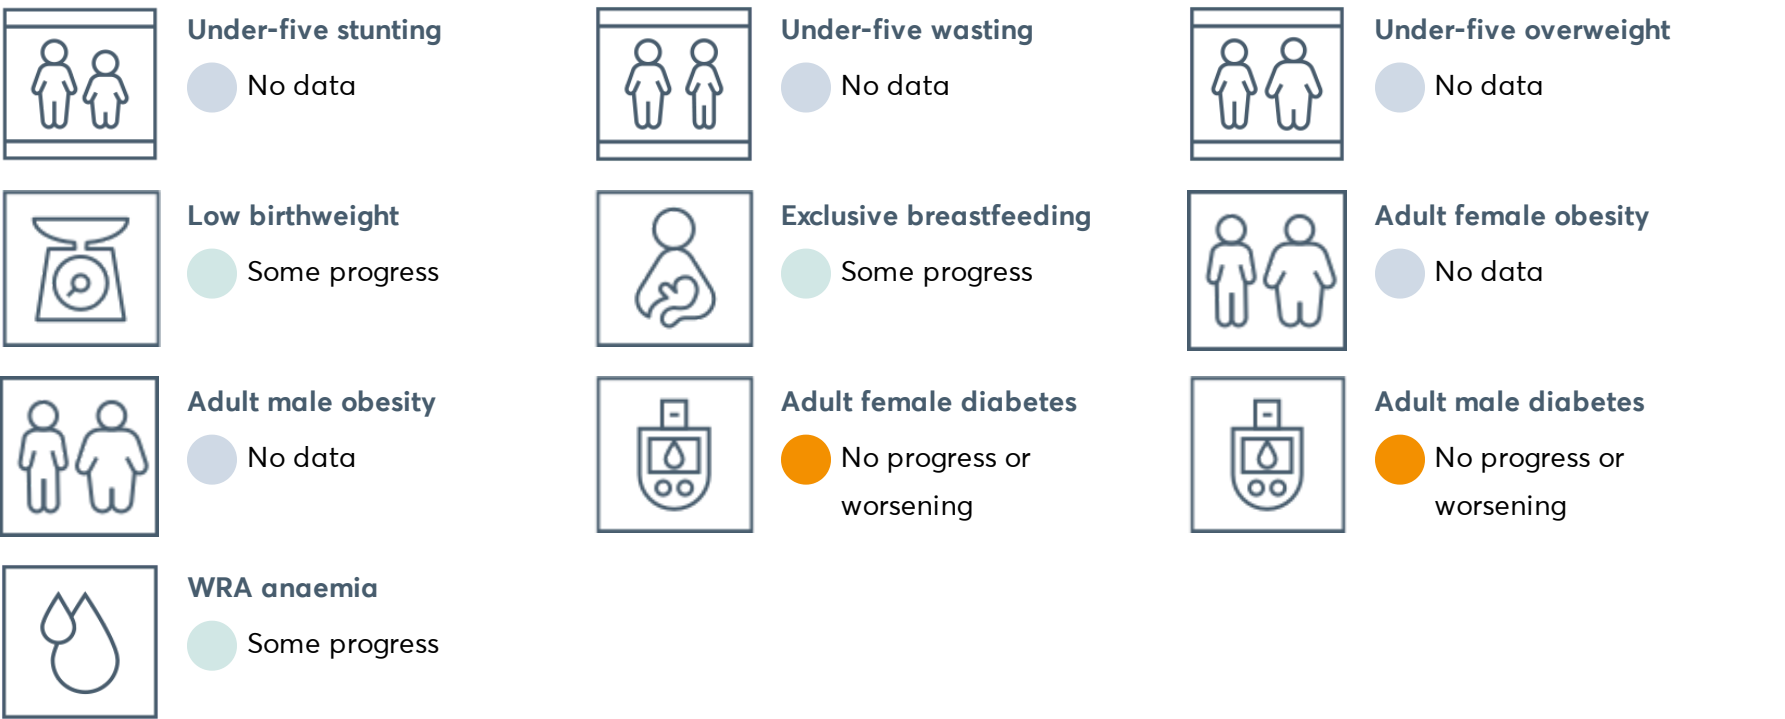 Under-five stunting
No data
Under-five wasting
No data
Under-five overweight
No data
Low birthweight
Some progress
Exclusive breastfeeding
Some progress
Adult female obesity
No data
Adult male obesity
No data
Adult female diabetes
No progress or
worsening
Adult male diabetes
No progress or
worsening
WRA anaemia
Some progress